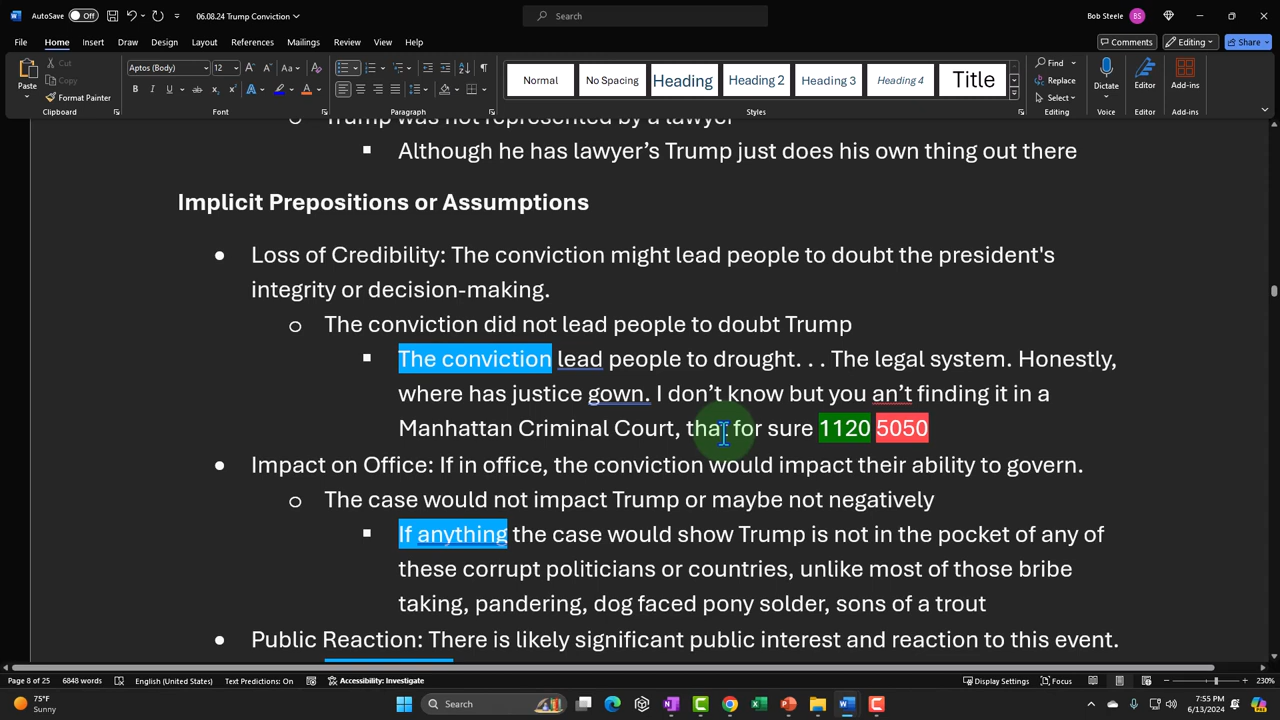 AutoSave Off 06.08.24 Trump Conviction Search Bob Steele BS
File Home Insert Draw Design Layout References Mailings Review View Help Comments Editing Share
Paste Cut Copy Format Painter Aptos (Body) 12 Normal No Spacing Heading Heading 2 Heading 3 Heading 4 Title Find Replace Select Dictate Editor Add-ins
Clipboard Font Paragraph Styles Editing Voice Editor Add-ins
Trump was not represented by a lawyer
Although he has lawyer's Trump just does his own thing out there
Implicit Prepositions or Assumptions
Loss of Credibility: The conviction might lead people to doubt the president's
integrity or decision-making.
The conviction did not lead people to doubt Trump
The conviction lead people to drought. . . The legal system. Honestly,
where has justice gown. I don't know but you an't finding it in a
Manhattan Criminal Court, that for sure 1120 5050
Impact on Office: If in office, the conviction would impact their ability to govern.
The case would not impact Trump or maybe not negatively
If anything the case would show Trump is not in the pocket of any of
these corrupt politicians or countries, unlike most of those bribe
taking, pandering, dog faced pony solder, sons of a trout
Public Reaction: There is likely significant public interest and reaction to this event.
Page 8 of 25 6848 words English (United States) Text Predictions: On Accessibility: Investigate Display Settings Focus 230%
75°F
Sunny
Search
7:55 PM
6/13/2024